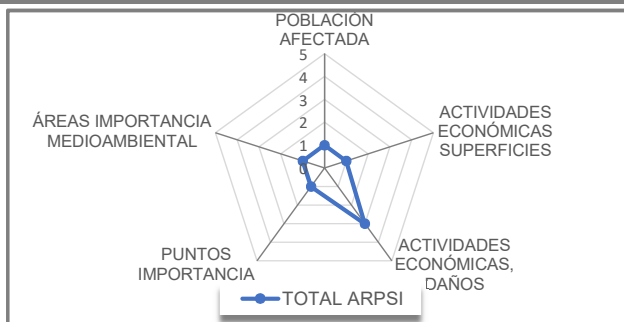 POBLACIÓN
AFECTADA
5
4
3
2
1
0
ACTIVIDADES
ECONÓMICAS
SUPERFICIES
ACTIVIDADES
ECONÓMICAS,
DAÑOS
PUNTOS
IMPORTANCIA
ÁREAS IMPORTANCIA
MEDIOAMBIENTAL
TOTAL ARPSI